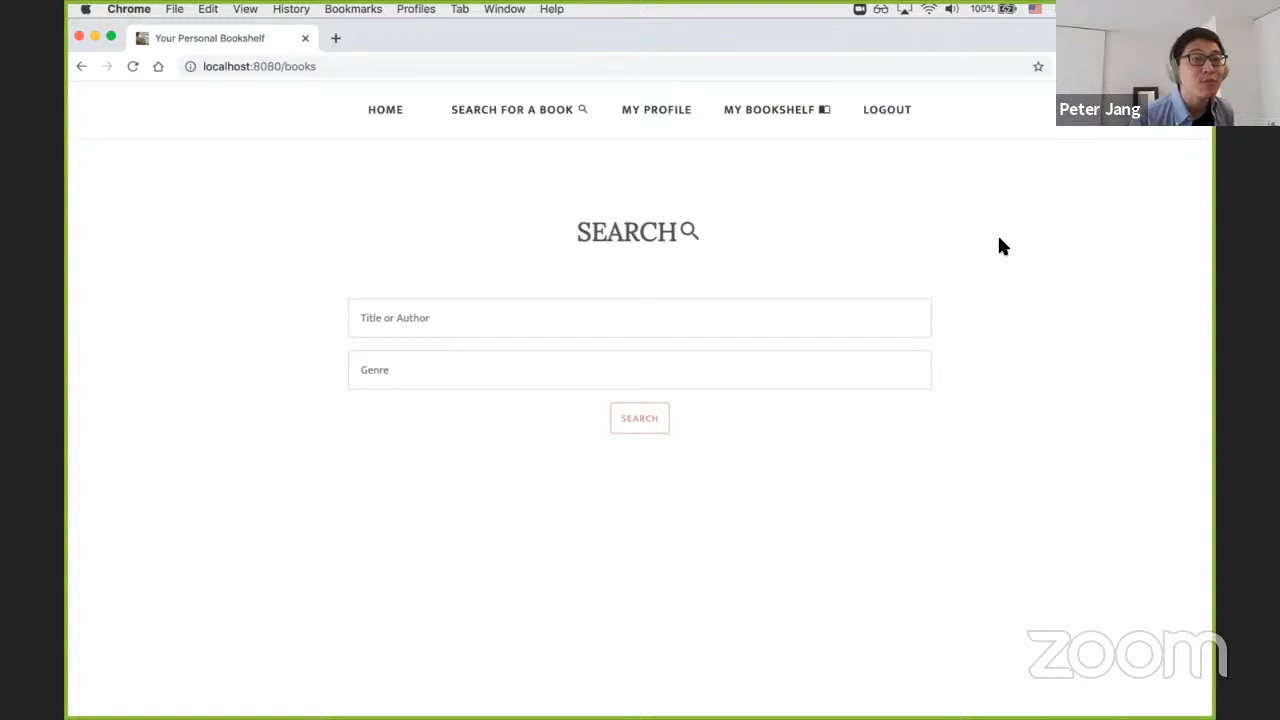 Chrome File Edit View History Bookmarks Profiles Tab Window Help 100%
Your Personal Bookshelf
localhost:8080/books
HOME SEARCH FOR A BOOK MY PROFILE MY BOOKSHELF LOGOUT
Peter Jang
SEARCH
Title or Author
Genre
SEARCH
zoom